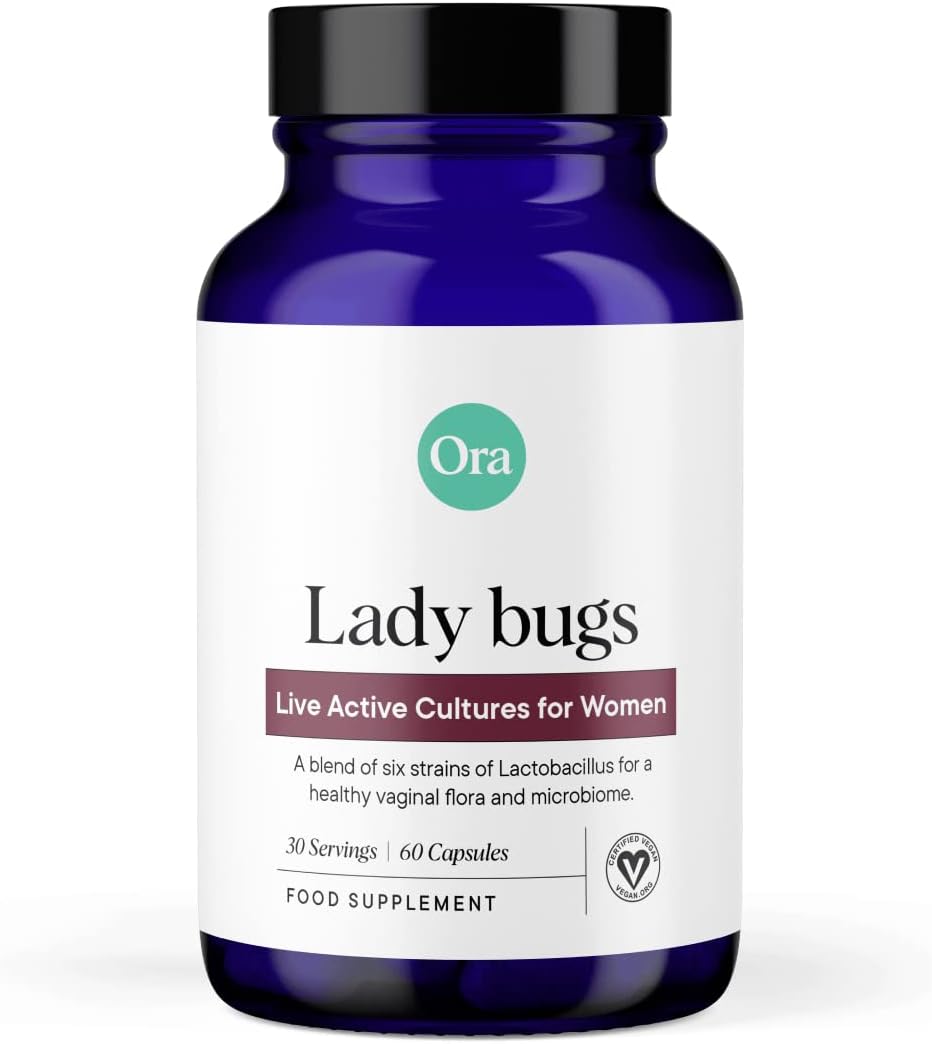 Ora
Lady bugs
Live Active Cultures for Women
A blend of six strains of Lactobacillus for a
healthy vaginal flora and microbiome.
30 Servings | 60 Capsules
FOOD SUPPLEMENT
CERTIFIED VEGAN
V
VEGAN.ORG